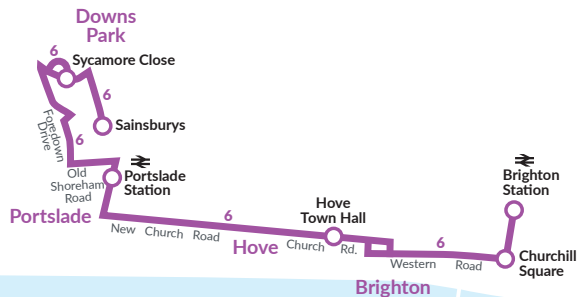 Downs
Park
6
Sycamore Close
6
Sainsburys
Foredown
Drive
6
Old
Shoreham
Road
Portslade
Station
Portslade
New Church Road
6
Hove
Hove
Town Hall
Church Rd.
6
Western Road
Brighton
Brighton
Station
Churchill
Square